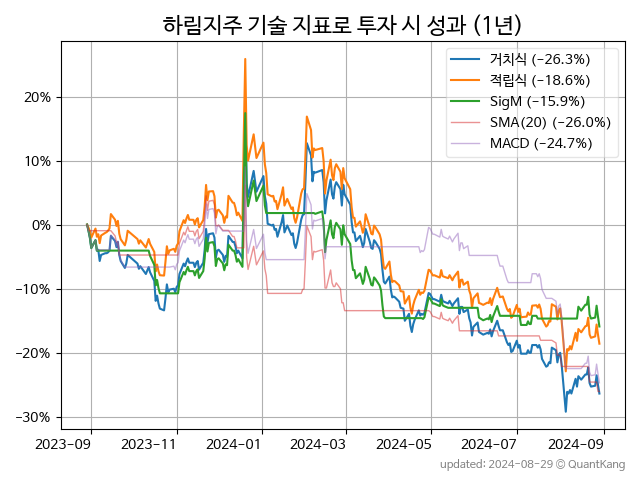 하림지주 기술 지표로 투자 시 성과 (1년)
거치식 (−26.3%)
적립식 (−18.6%)
SigM (−15.9%)
SMA(20) (−26.0%)
MACD (−24.7%)
20%
10%
0%
−10%
−20%
−30%
2023-09 2023-11 2024-01 2024-03 2024-05 2024-07 2024-09
updated: 2024-08-29 © QuantKang